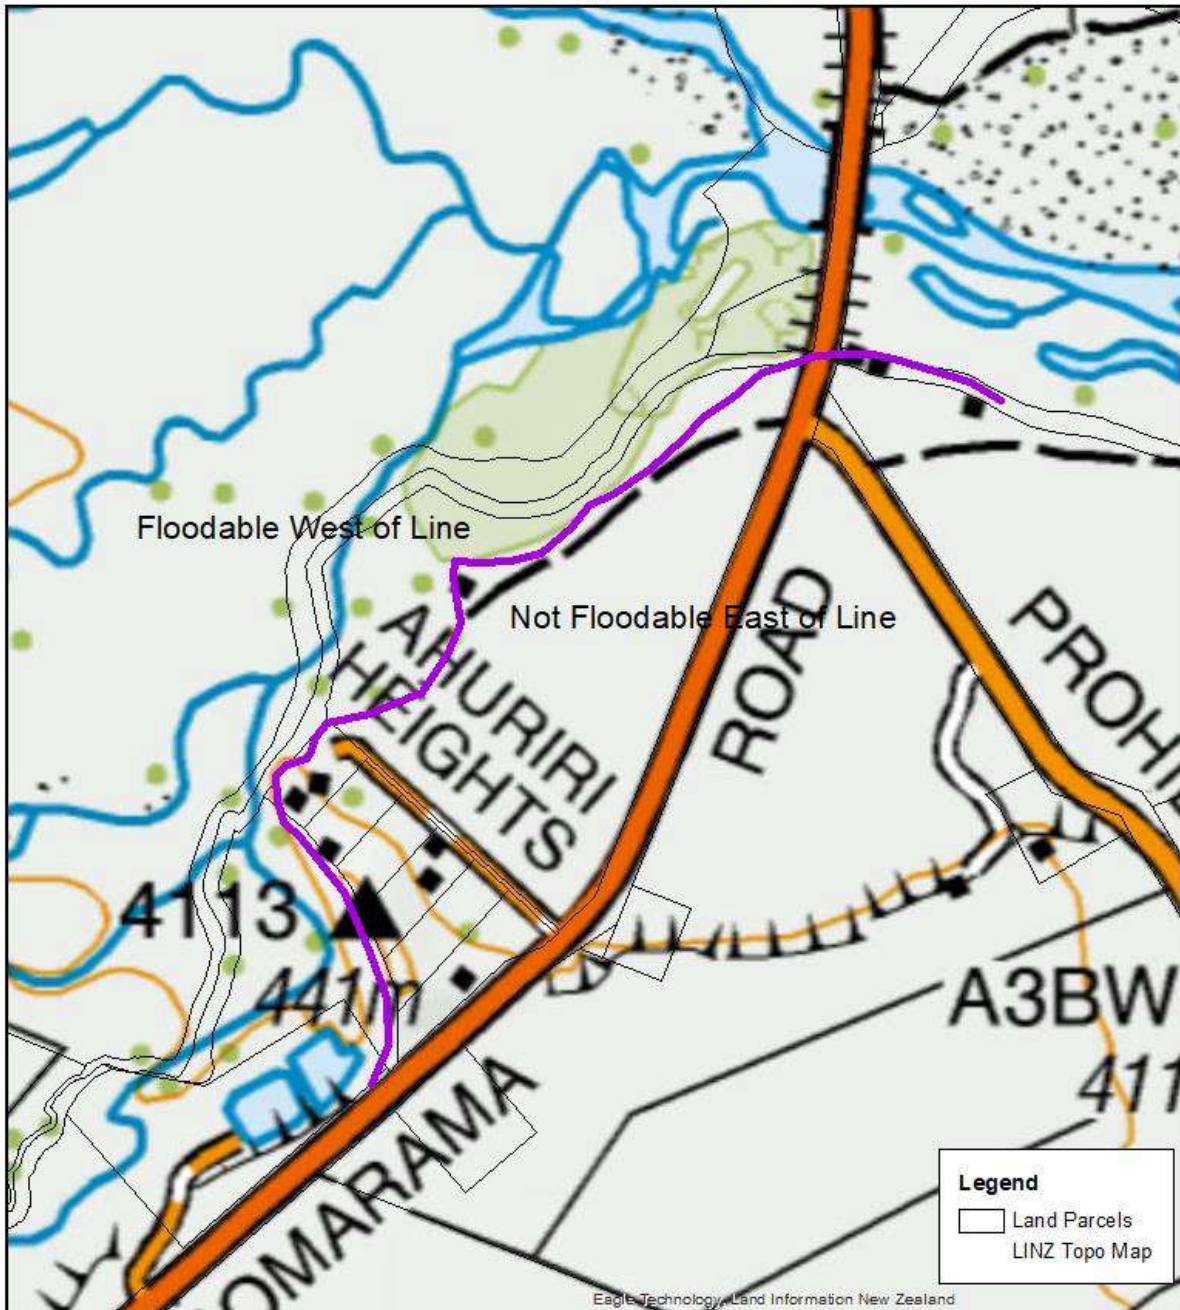 Floodable West of Line
AHURIRI
HEIGHTS
Not Floodable East of Line
ROAD
4113
441m
A3BW
411
OMARAMA
Legend
Land Parcels
LINZ Topo Map
Eagle Technology, Land Information New Zealand